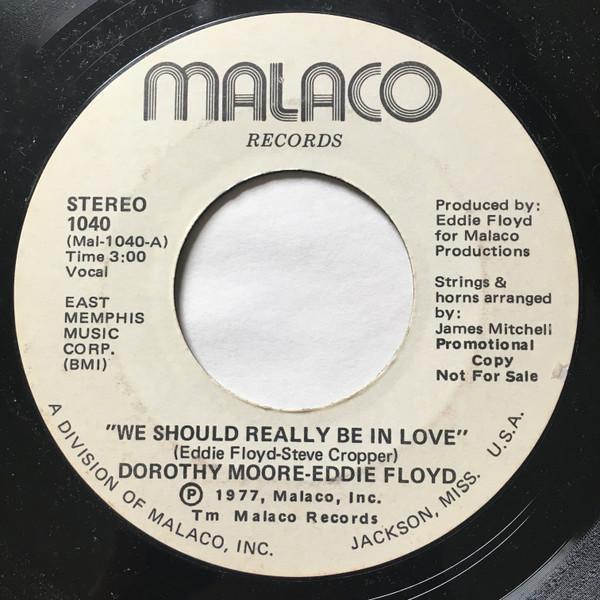 MALACO
RECORDS
STEREO
1040
(Mal-1040-A)
Time 3:00
Vocal
EAST
MEMPHIS
MUSIC
CORP.
(BMI)
Produced by:
Eddie Floyd
for Malaco
Productions
Strings &
horns arranged
by:
James Mitchell
Promotional
Copy
Not For Sale
"WE SHOULD REALLY BE IN LOVE"
(Eddie Floyd-Steve Cropper)
DOROTHY MOORE-EDDIE FLOYD
Ⓟ 1977, Malaco, Inc.
Tm Malaco Records
A DIVISION OF MALACO, INC. JACKSON, MISS. U.S.A.